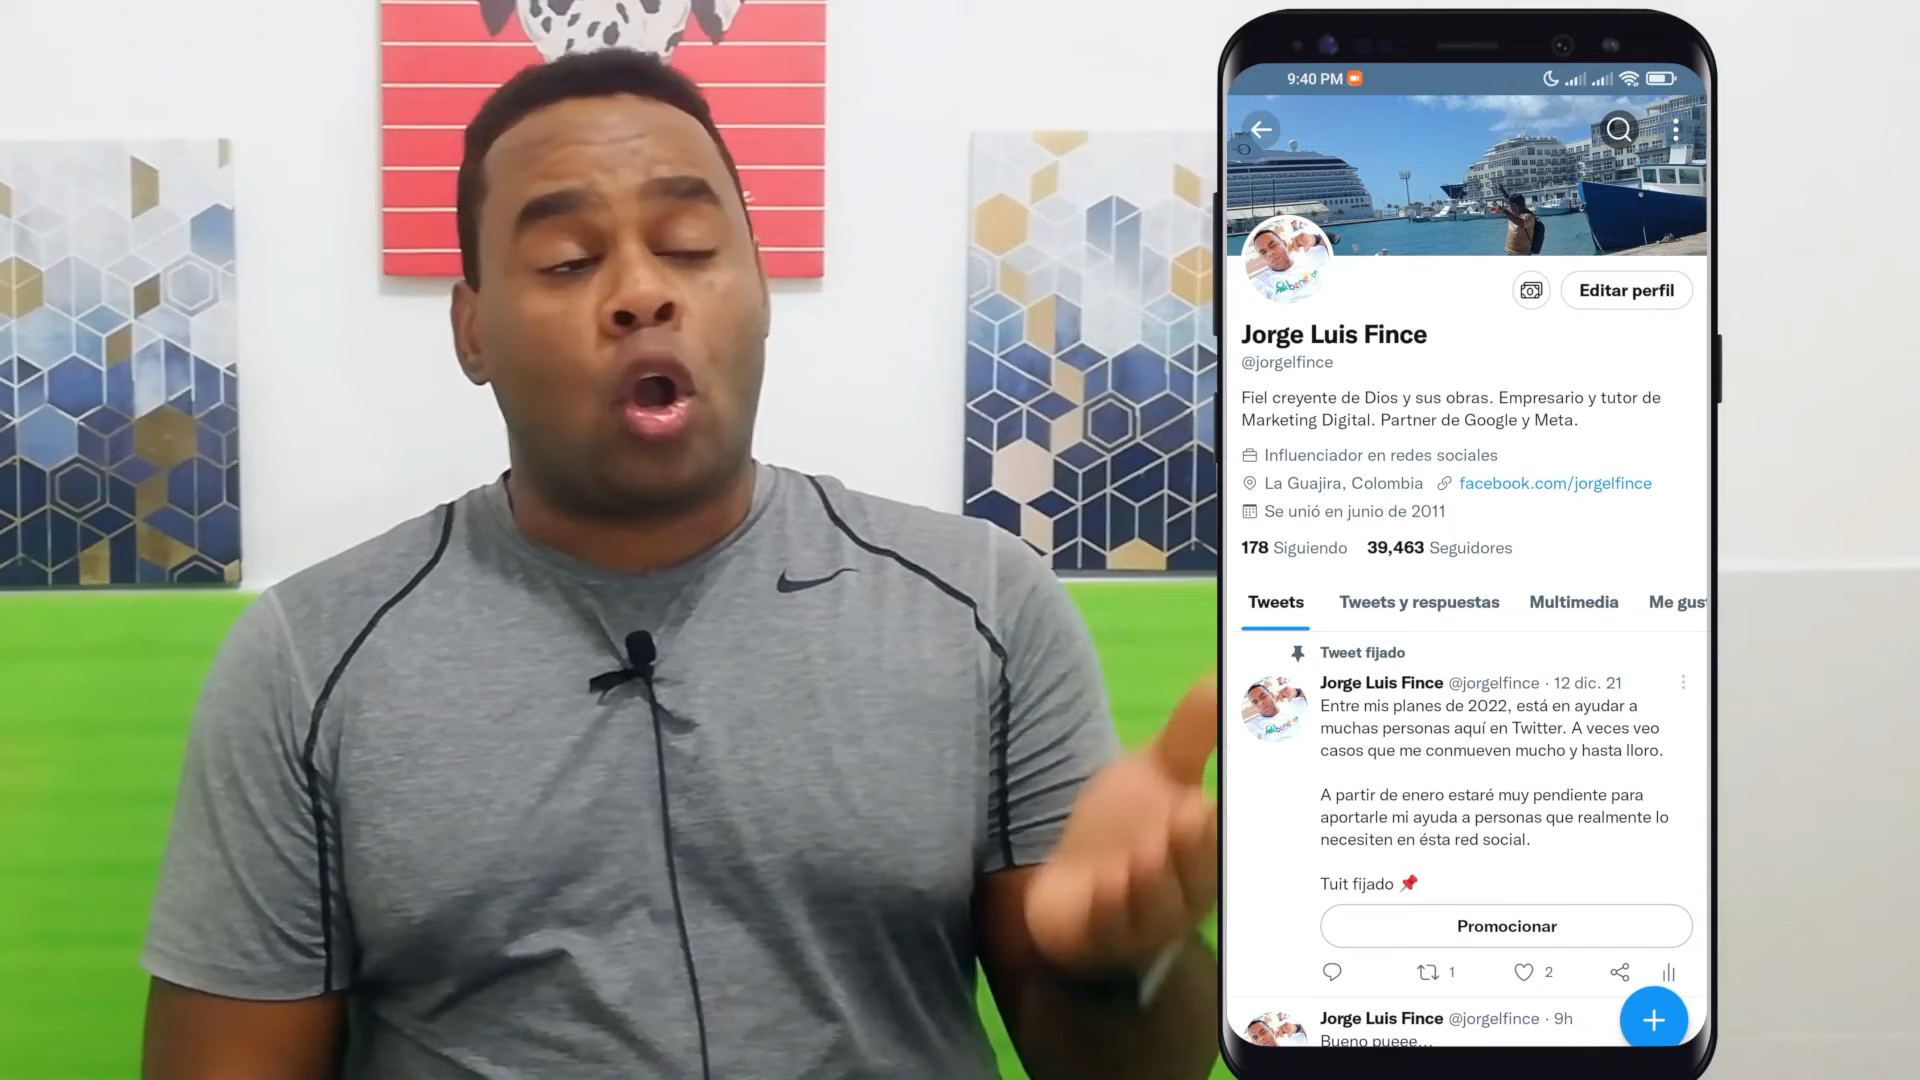 9:40 PM
Editar perfil
Jorge Luis Fince
@jorgelfince
Fiel creyente de Dios y sus obras. Empresario y tutor de
Marketing Digital. Partner de Google y Meta.
Influenciador en redes sociales
La Guajira, Colombia facebook.com/jorgelfince
Se unió en junio de 2011
178 Siguiendo 39,463 Seguidores
Tweets Tweets y respuestas Multimedia Me gus
Tweet fijado
Jorge Luis Fince @jorgelfince · 12 dic. 21
Entre mis planes de 2022, está en ayudar a
muchas personas aquí en Twitter. A veces veo
casos que me conmueven mucho y hasta lloro.
A partir de enero estaré muy pendiente para
aportarle mi ayuda a personas que realmente lo
necesiten en ésta red social.
Tuit fijado 📌
Promocionar
1 2
Jorge Luis Fince @jorgelfince · 9h
Bueno pueee...